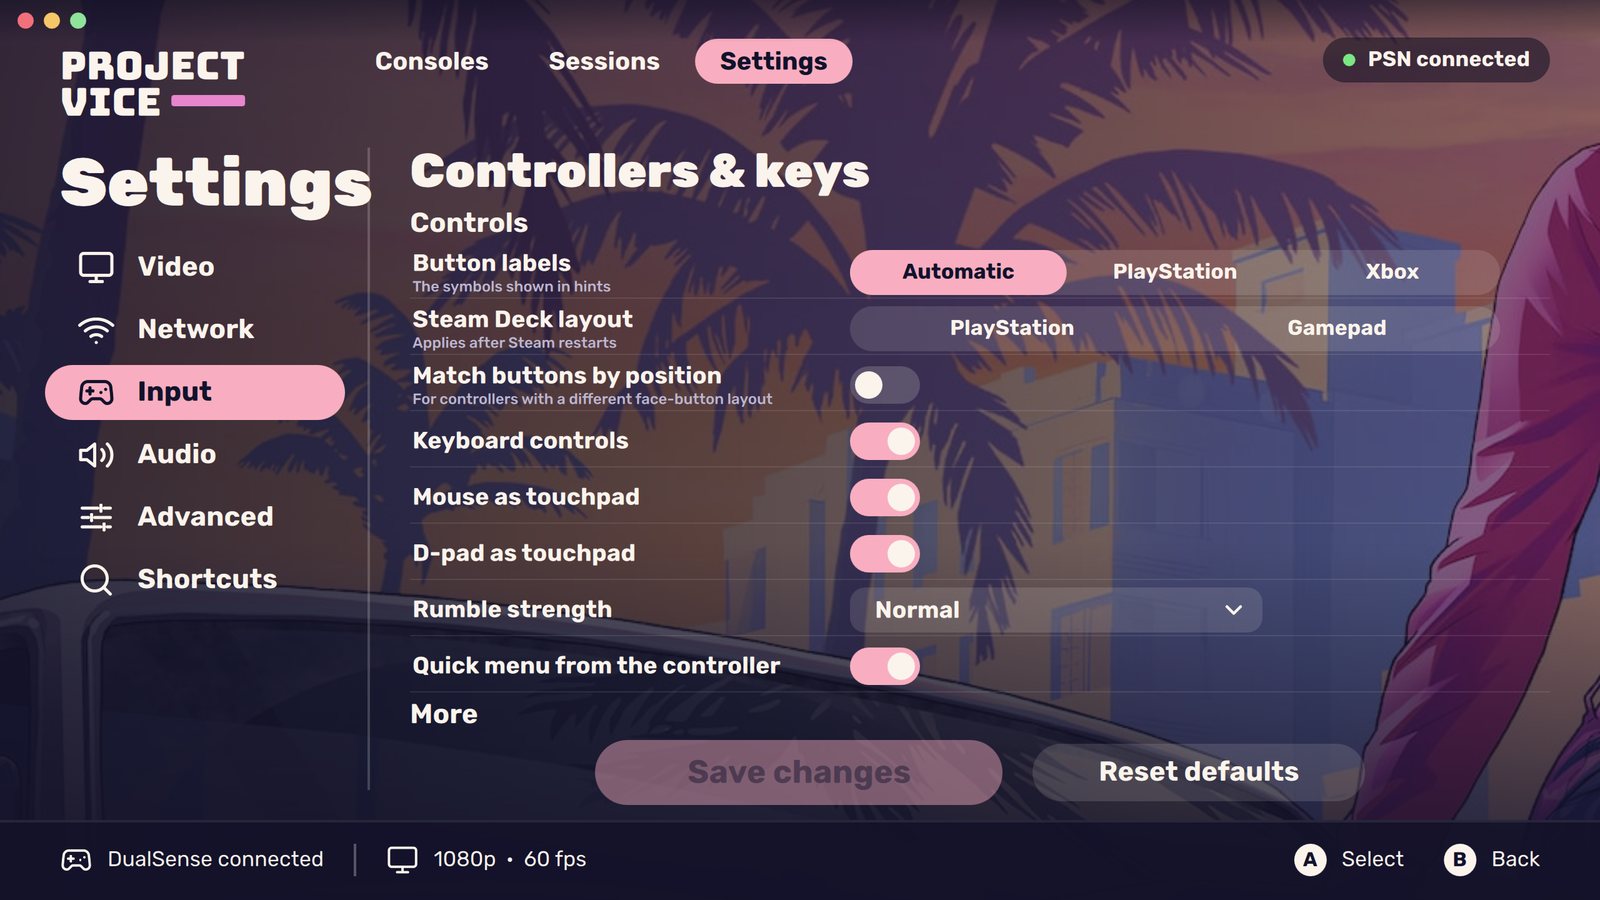 PROJECT
VICE
Consoles
Sessions
Settings
PSN connected
Settings
Video
Network
Input
Audio
Advanced
Shortcuts
Controllers & keys
Controls
Button labels
The symbols shown in hints
Automatic
PlayStation
Xbox
Steam Deck layout
Applies after Steam restarts
PlayStation
Gamepad
Match buttons by position
For controllers with a different face-button layout
Keyboard controls
Mouse as touchpad
D-pad as touchpad
Rumble strength
Normal
Quick menu from the controller
More
Save changes
Reset defaults
DualSense connected
1080p • 60 fps
A Select
B Back